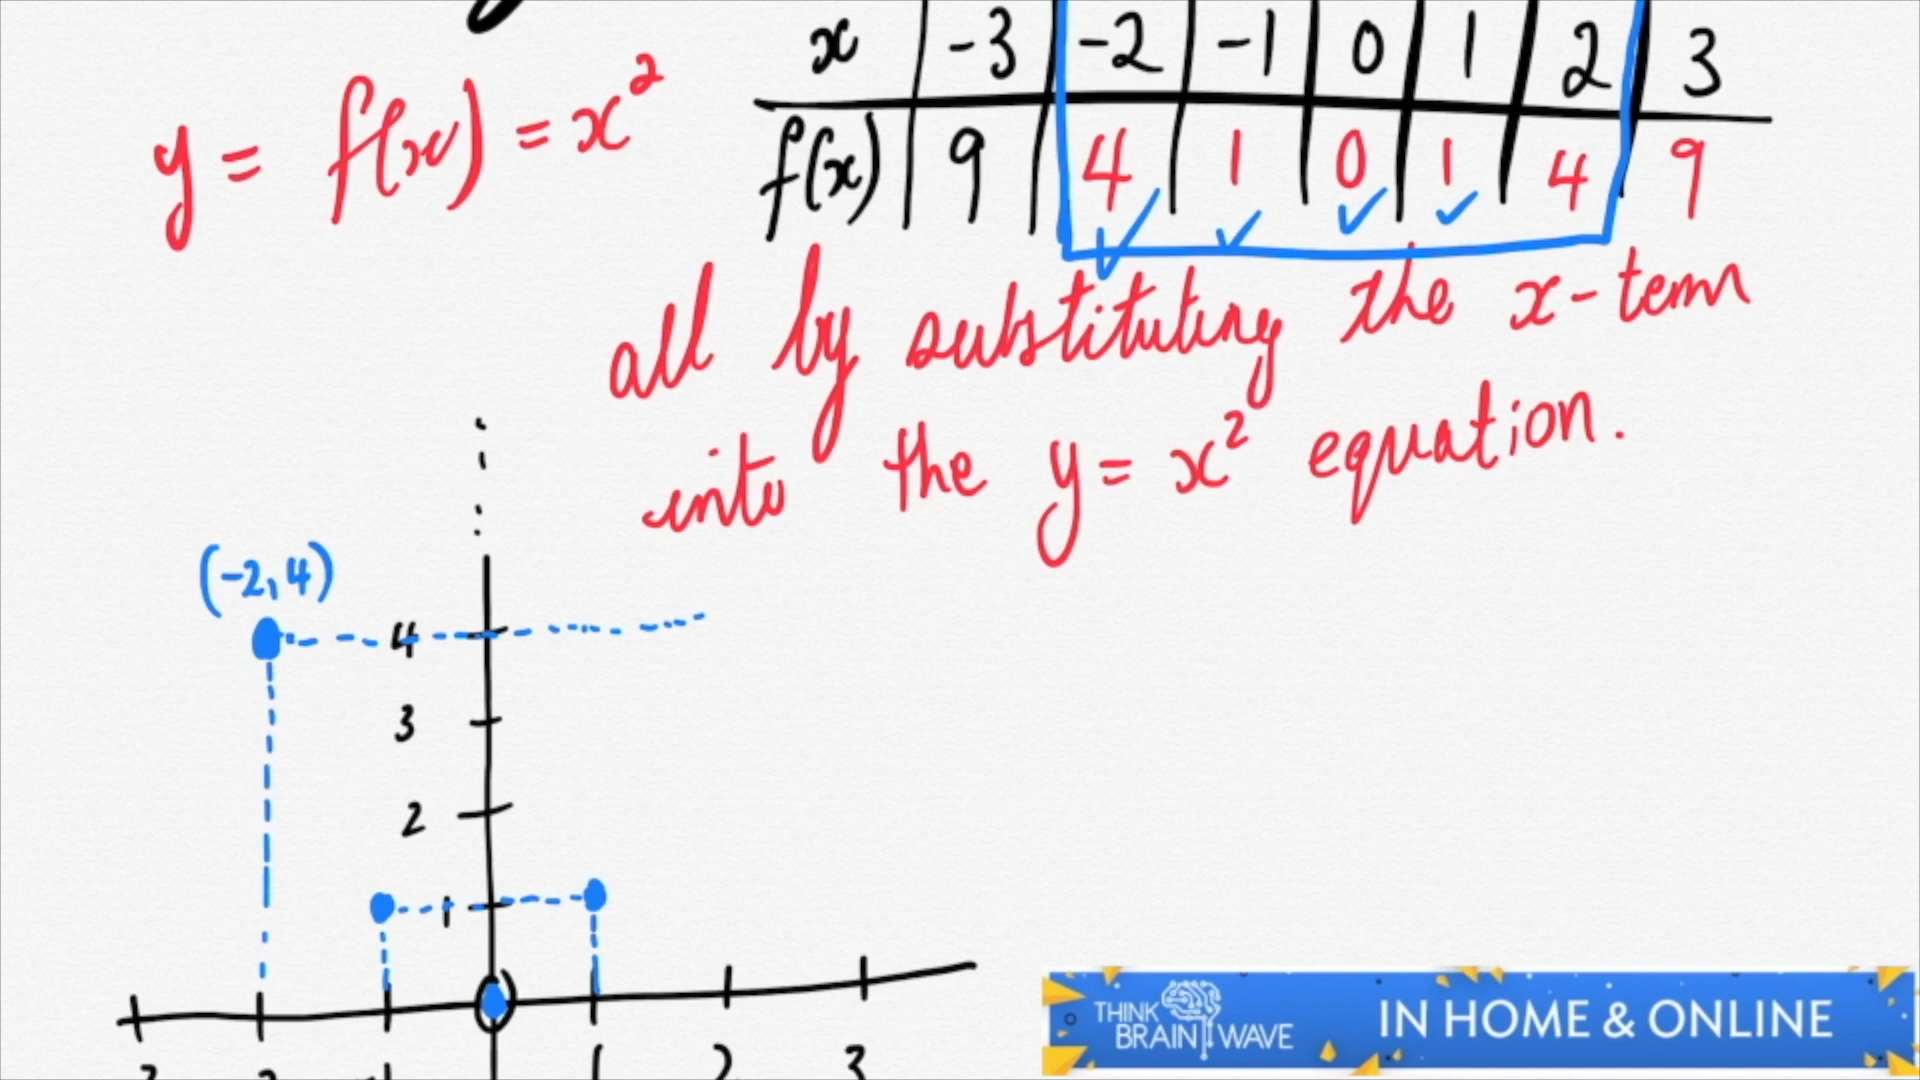 x -3 -2 -1 0 1 2 3
y = f(x) = x²
f(x) 9 4 1 0 1 4 9
all by substituting the x-term
into the y = x² equation.
(-2,4)
4
3
2
1
1 2 3
THINK
BRAIN WAVE
IN HOME & ONLINE